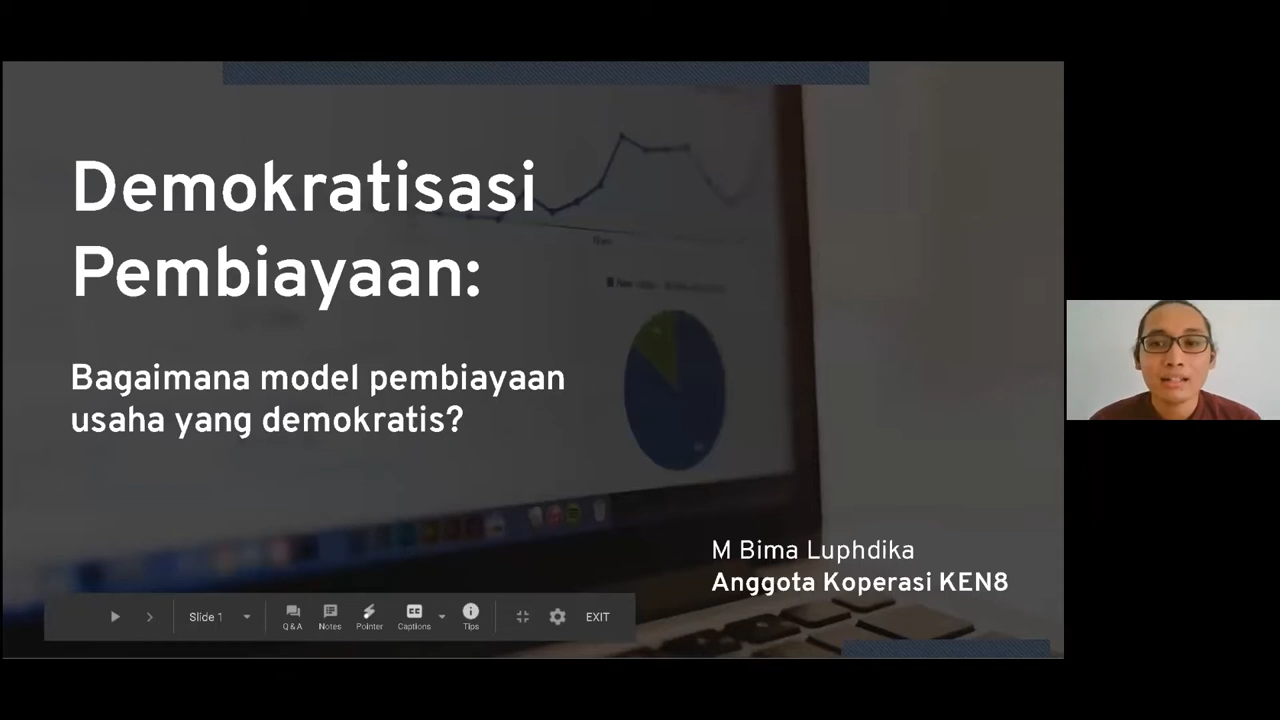 Demokratisasi
Pembiayaan:
Bagaimana model pembiayaan
usaha yang demokratis?
M Bima Luphdika
Anggota Koperasi KEN8
Slide 1
Q&A
Notes
Pointer
Captions
Tips
EXIT